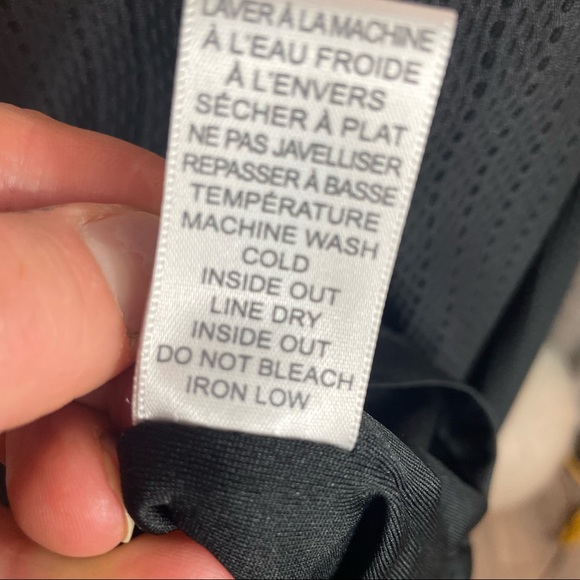 LAVER À LA MACHINE
À L'EAU FROIDE
À L'ENVERS
SÉCHER À PLAT
NE PAS JAVELLISER
REPASSER À BASSE
TEMPÉRATURE
MACHINE WASH
COLD
INSIDE OUT
LINE DRY
INSIDE OUT
DO NOT BLEACH
IRON LOW